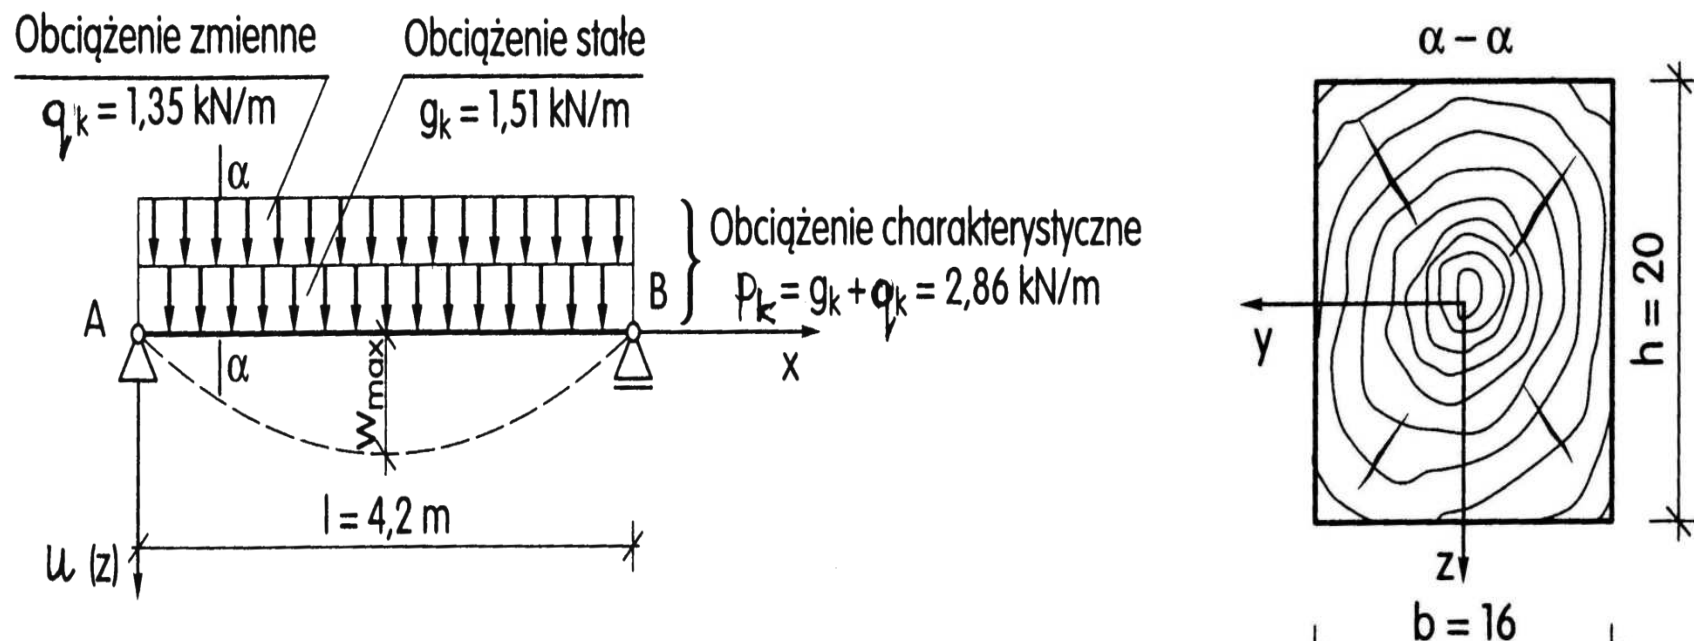 Obciążenie zmienne
q k = 1,35 kN/m
Obciążenie stałe
gk = 1,51 kN/m
α
Obciążenie charakterystyczne
pk = gk + qk = 2,86 kN/m
A
B
x
α
wmax
l = 4,2 m
u (z)
α – α
y
z
h = 20
b = 16